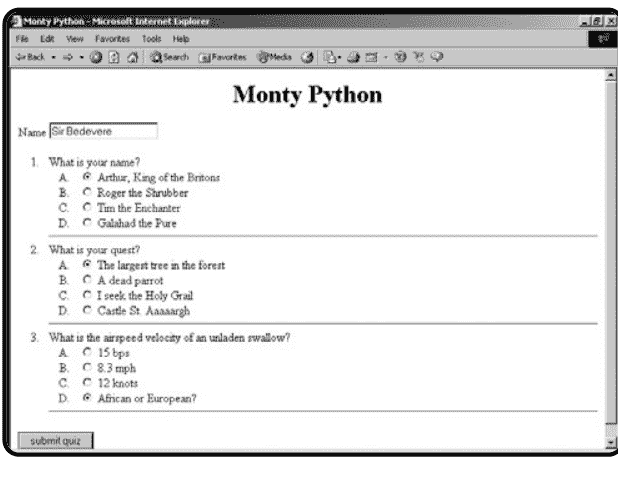 Monty Python - Microsoft Internet Explorer
File Edit View Favorites Tools Help
Back Search Favorites Media
Monty Python
Name Sir Bedevere
1. What is your name?
A. Arthur, King of the Britons
B. Roger the Shrubber
C. Tim the Enchanter
D. Galahad the Pure
2. What is your quest?
A. The largest tree in the forest
B. A dead parrot
C. I seek the Holy Grail
D. Castle St. Aaaaargh
3. What is the airspeed velocity of an unladen swallow?
A. 15 bps
B. 8.3 mph
C. 12 knots
D. African or European?
submit quiz